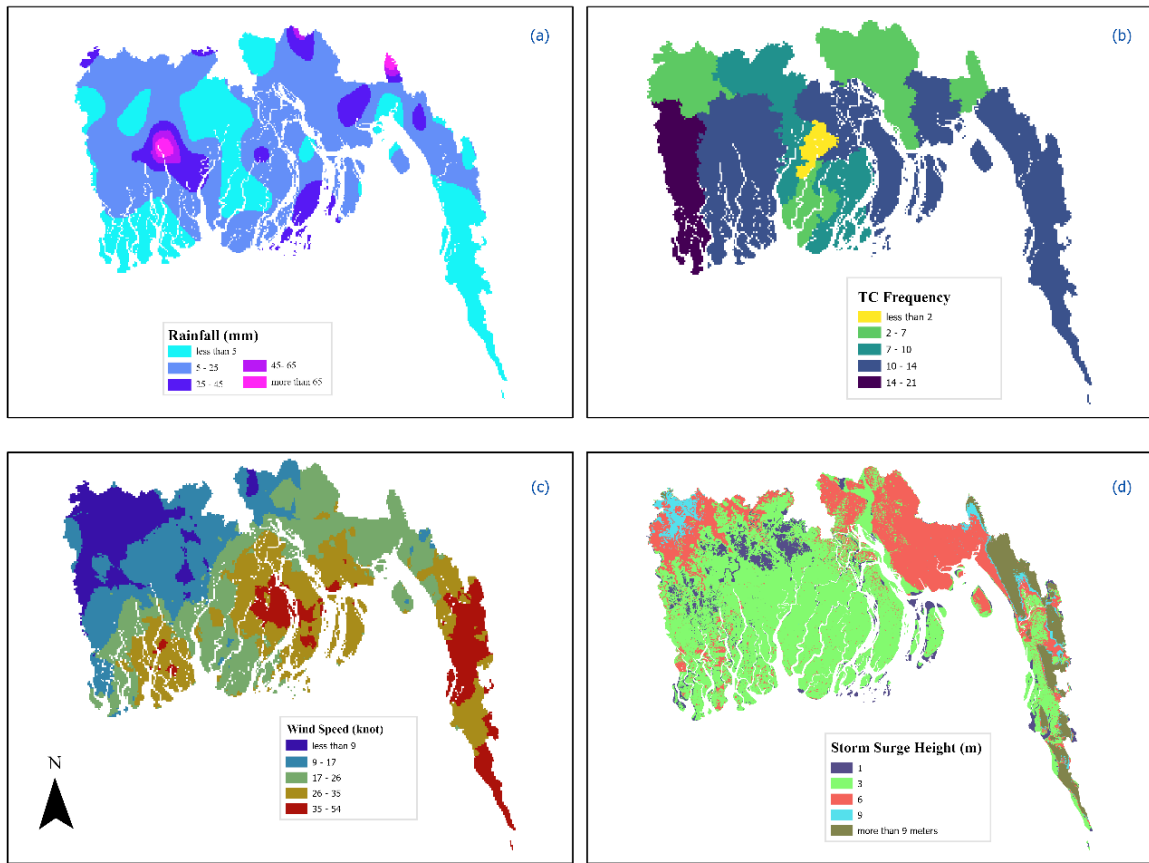 (a)
Rainfall (mm)
less than 5
5 - 25
25 - 45
45- 65
more than 65
(b)
TC Frequency
less than 2
2 - 7
7 - 10
10 - 14
14 - 21
(c)
Wind Speed (knot)
less than 9
9 - 17
17 - 26
26 - 35
35 - 54
N
(d)
Storm Surge Height (m)
1
3
6
9
more than 9 meters